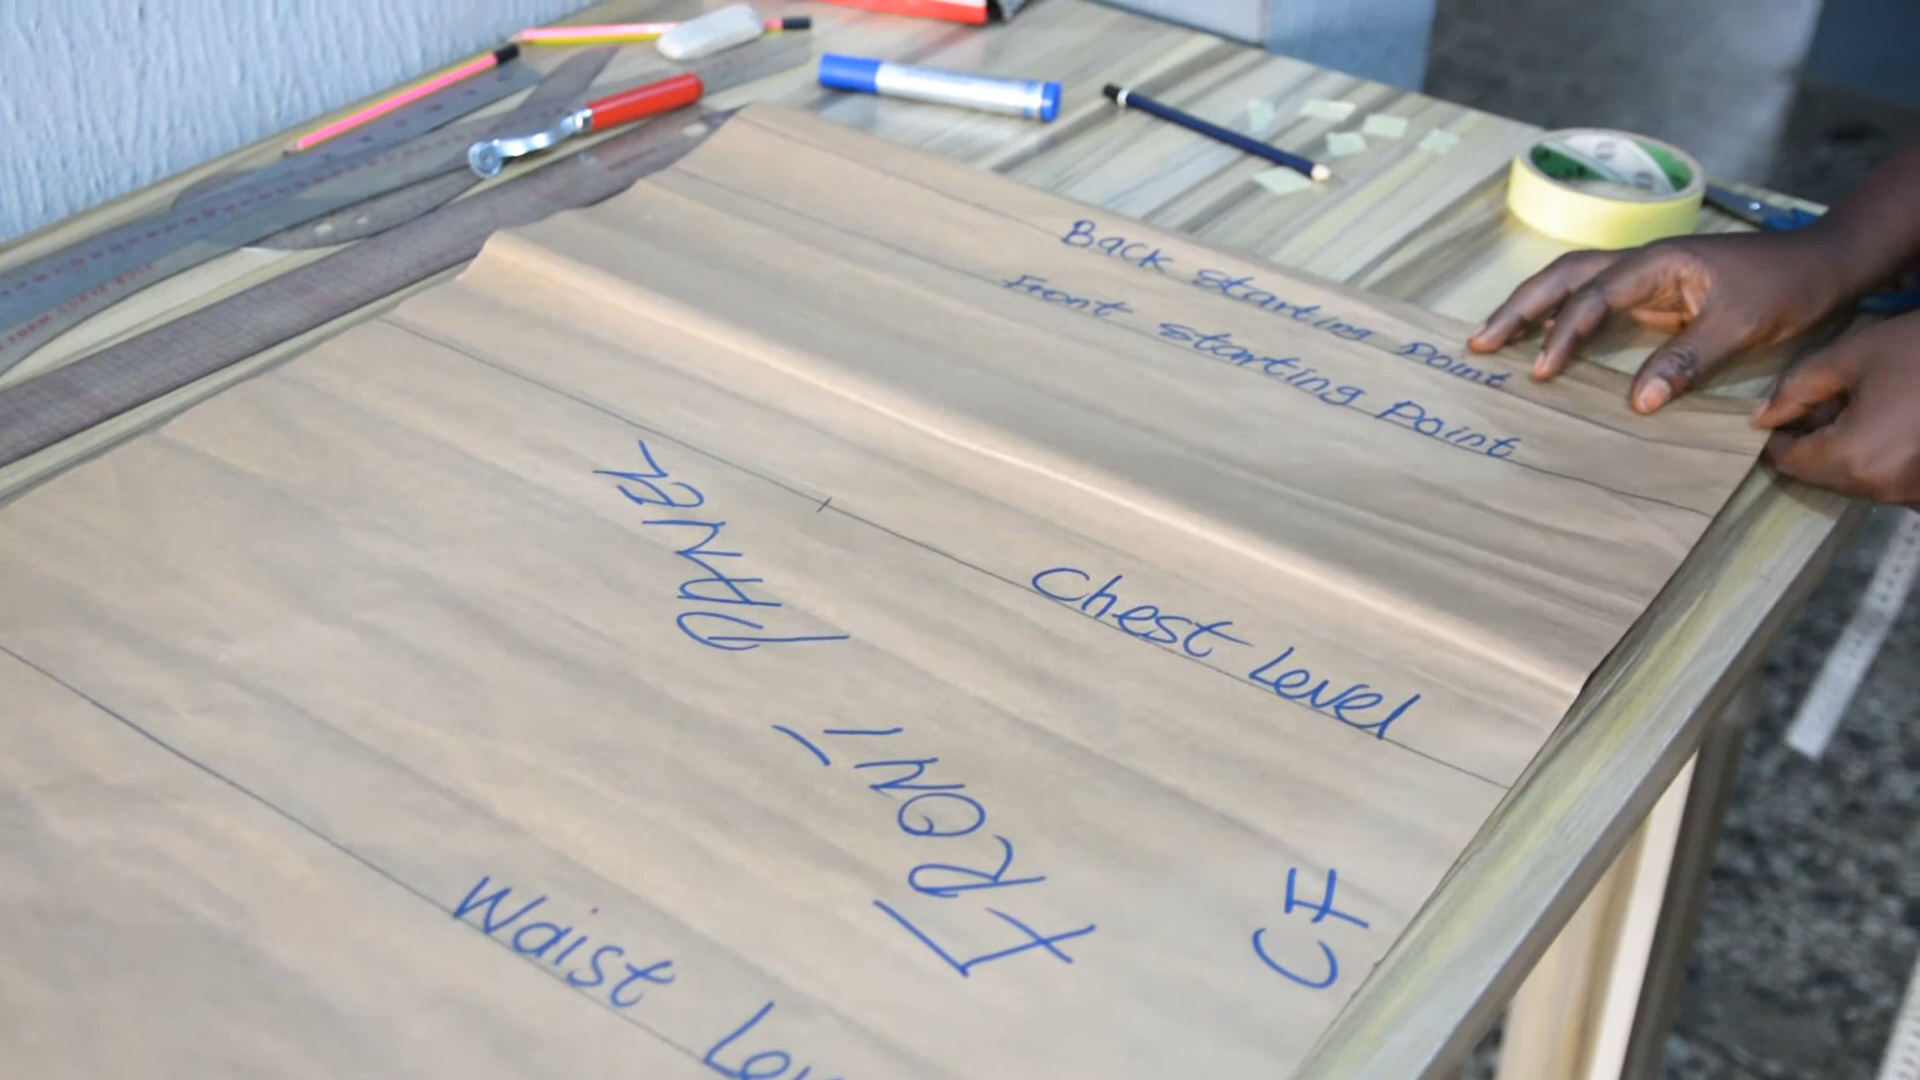 Back starting point
Front starting Point
Chest Level
FRONT PANEL
CF
Waist